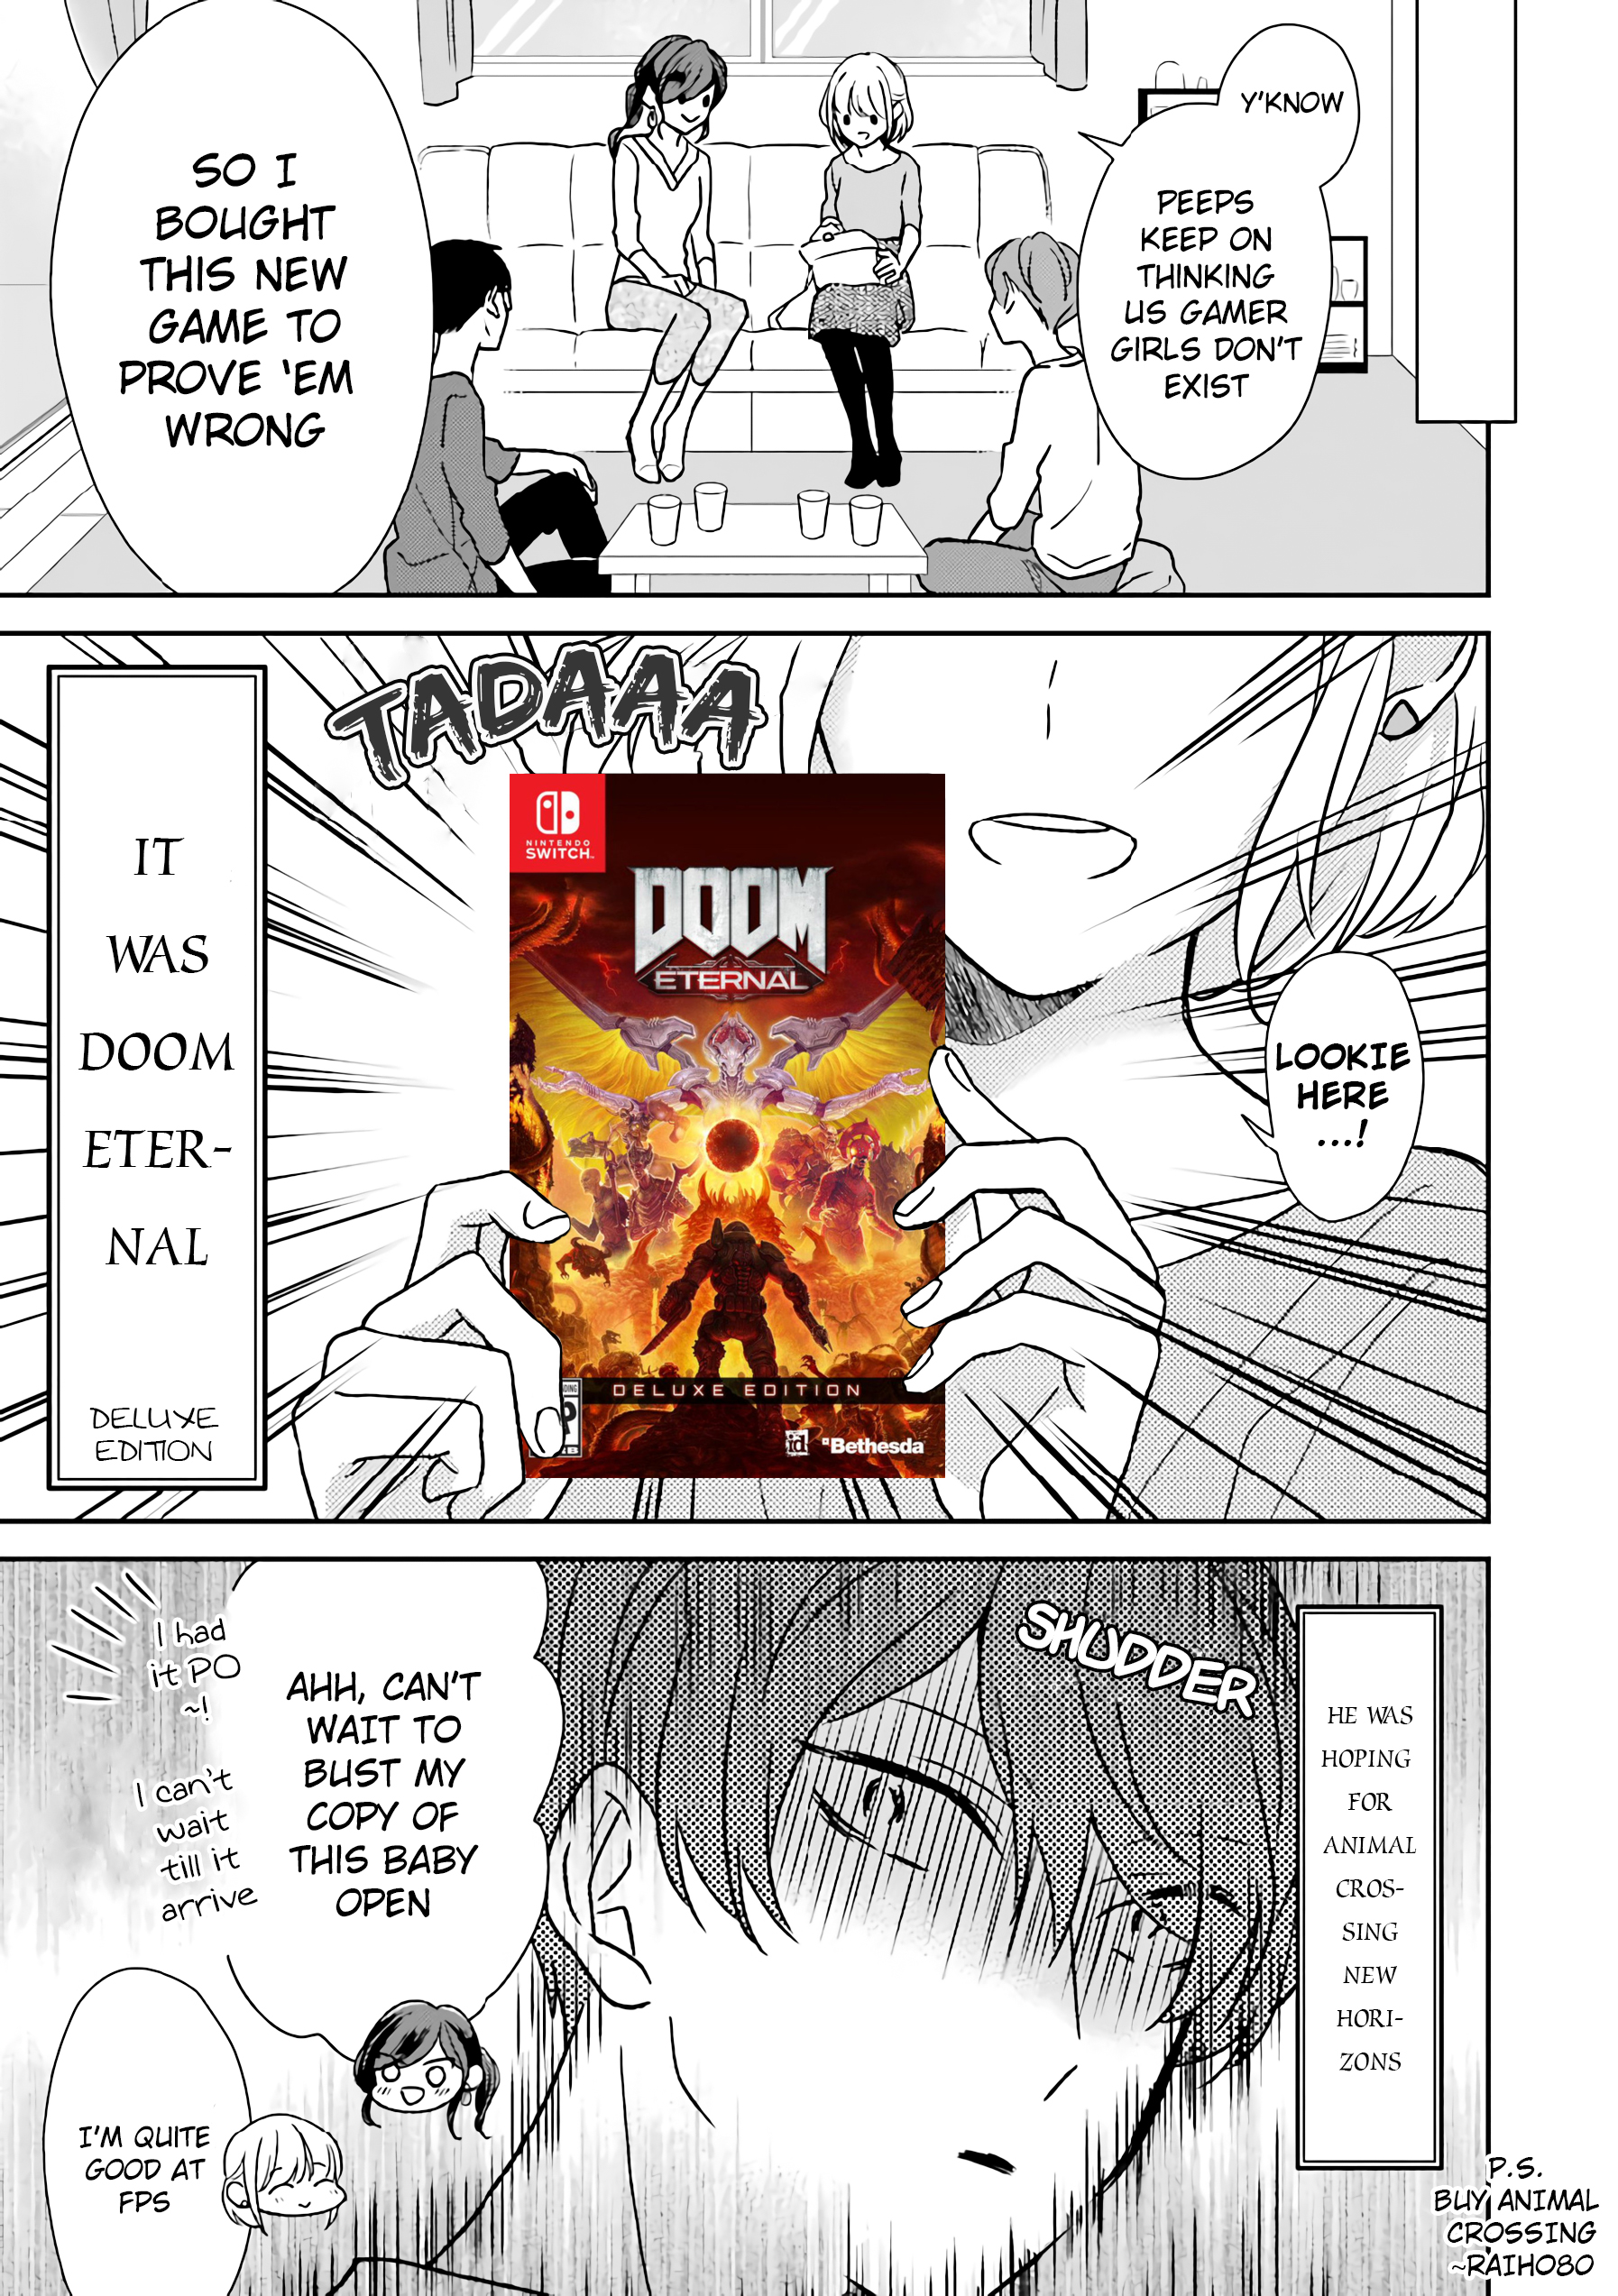 Y'KNOW
PEEPS
KEEP ON
THINKING
US GAMER
GIRLS DON'T
EXIST
SO I
BOUGHT
THIS NEW
GAME TO
PROVE 'EM
WRONG
TADAAA
LOOKIE
HERE
...!
NINTENDO
SWITCH
DOOM
ETERNAL
DELUXE EDITION
id
Bethesda
IT
WAS
DOOM
ETER-
NAL
DELUXE
EDITION
SHUDDER
HE WAS
HOPING
FOR
ANIMAL
CROS-
SING
NEW
HORI-
ZONS
AHH, CAN'T
WAIT TO
BUST MY
COPY OF
THIS BABY
OPEN
I had
it PO
~!
I can't
wait
till it
arrive
I'M QUITE
GOOD AT
FPS
P.S.
BUY ANIMAL
CROSSING
~RAIHO80